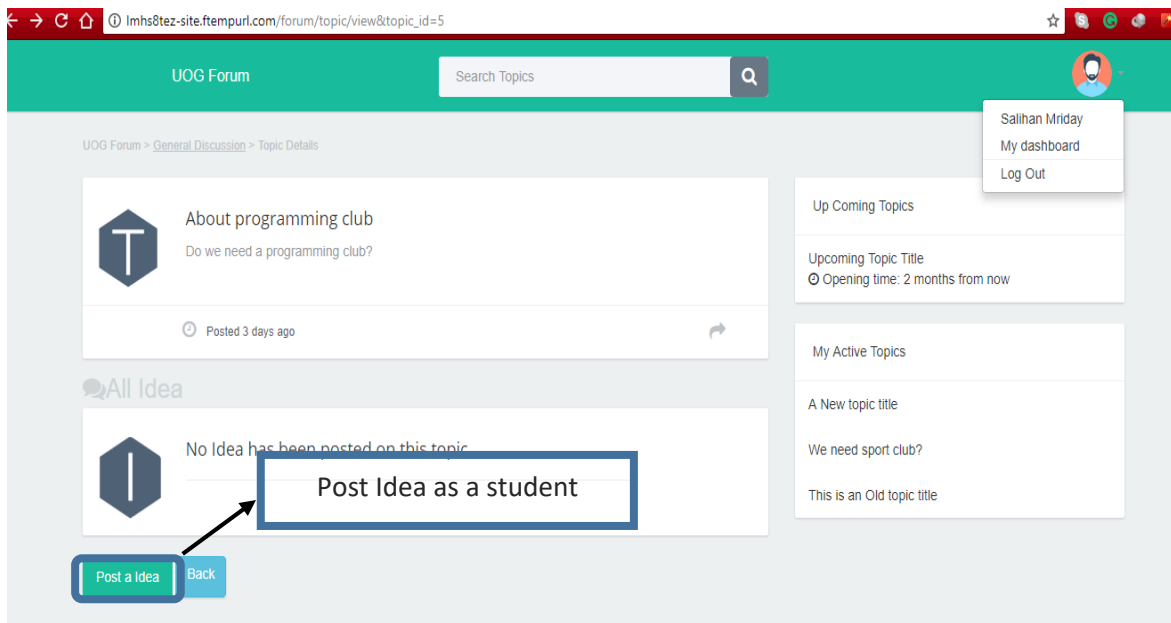 lmhs8tez-site.ftempurl.com/forum/topic/view&topic_id=5
UOG Forum
Search Topics
Salihan Mriday
My dashboard
Log Out
UOG Forum > General Discussion > Topic Details
T
About programming club
Do we need a programming club?
Posted 3 days ago
Up Coming Topics
Upcoming Topic Title
Opening time: 2 months from now
My Active Topics
A New topic title
We need sport club?
This is an Old topic title
All Idea
I
No Idea has been posted on this topic
Post Idea as a student
Post a Idea
Back